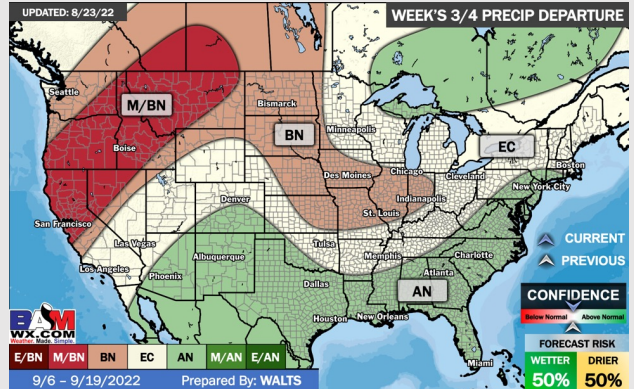 UPDATED: 8/23/22
WEEK'S 3/4 PRECIP DEPARTURE
Seattle
M/BN
Bismarck
BN
Minneapolis
EC
Boise
Boston
Des Moines
Chicago
Cleveland
New York City
Denver
Indianapolis
St. Louis
San Francisco
CURRENT
Las Vegas
Tulsa
PREVIOUS
Los Angeles
Albuquerque
Memphis
Charlotte
Phoenix
Atlanta
Dallas
AN
CONFIDENCE
Houston
New Orleans
Below Normal
Above Normal
BAM
WX.COM
Weather. Made. Simple.
FORECAST RISK
E/BN
M/BN
BN
EC
AN
M/AN
E/AN
Miami
WETTER
DRIER
50%
50%
9/6 – 9/19/2022
Prepared By: WALTS